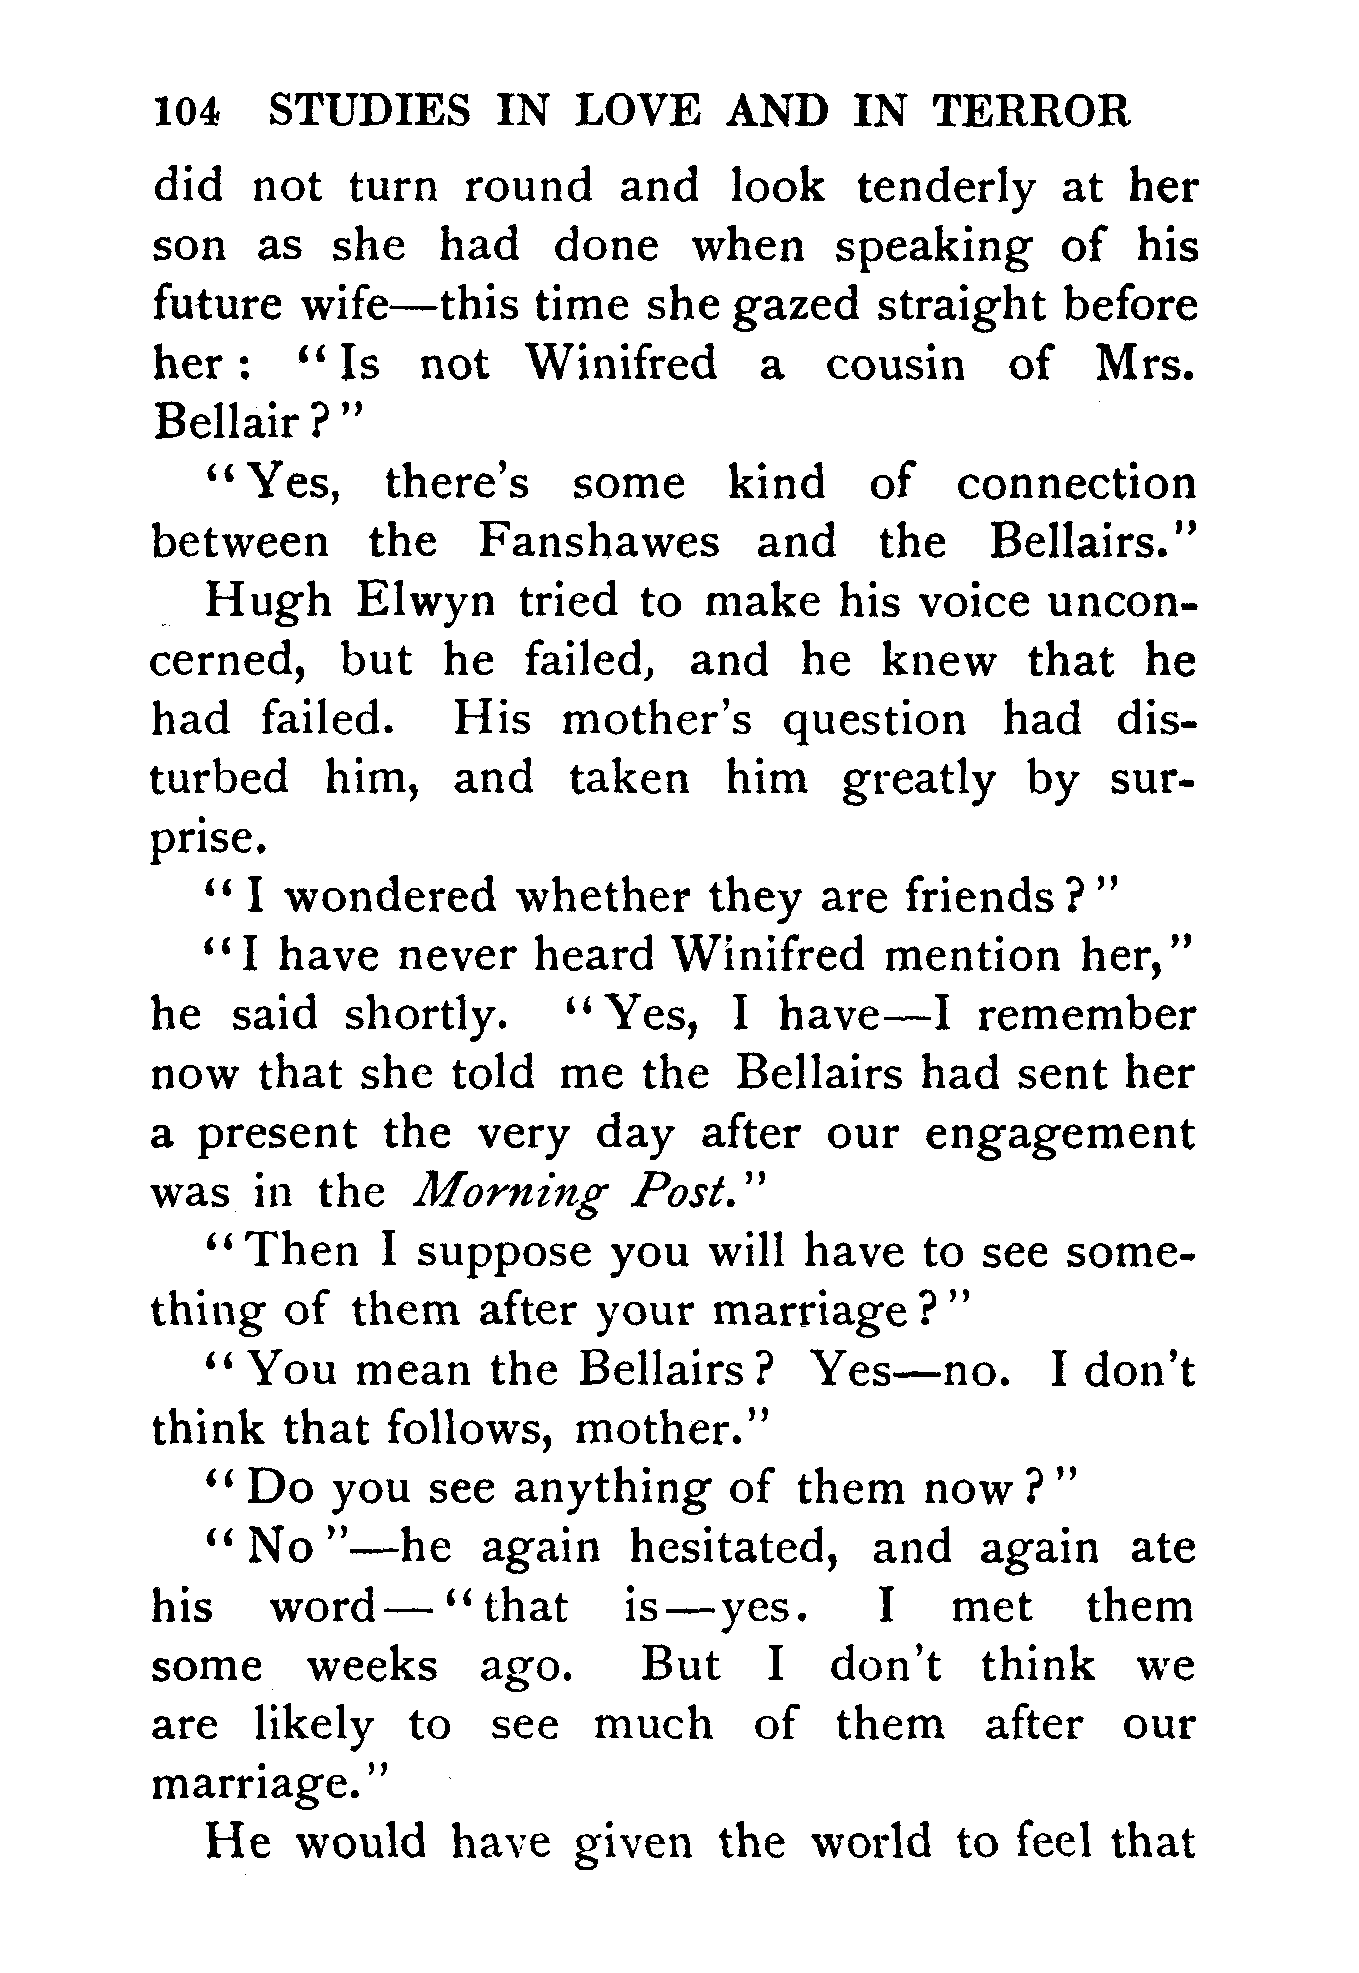 104 STUDIES IN LOVE AND IN TERROR
did not turn round and look tenderly at her
son as she had done when speaking of his
future wife—this time she gazed straight before
her : “ Is not Winifred a cousin of Mrs.
Bellair ? ”
“ Yes, there’s some kind of connection
between the Fanshawes and the Bellairs.”
Hugh Elwyn tried to make his voice uncon-
cerned, but he failed, and he knew that he
had failed. His mother’s question had dis-
turbed him, and taken him greatly by sur-
prise.
“ I wondered whether they are friends ? ”
“ I have never heard Winifred mention her,”
he said shortly. “ Yes, I have—I remember
now that she told me the Bellairs had sent her
a present the very day after our engagement
was in the Morning Post.”
“ Then I suppose you will have to see some-
thing of them after your marriage ? ”
“ You mean the Bellairs ? Yes—no. I don’t
think that follows, mother.”
“ Do you see anything of them now ? ”
“ No ”—he again hesitated, and again ate
his word— “ that is—yes. I met them
some weeks ago. But I don’t think we
are likely to see much of them after our
marriage.”
He would have given the world to feel that